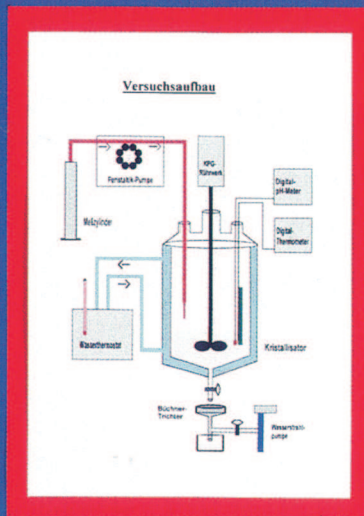 Versuchsaufbau
KPG-
Rührwerk
Digital-
pH-Meter
Peristaltik-Pumpe
Meßzylinder
Digital-
Thermometer
Kristallisator
Wasserthermostat
Büchner-
Trichter
Wasserstrahl-
pumpe